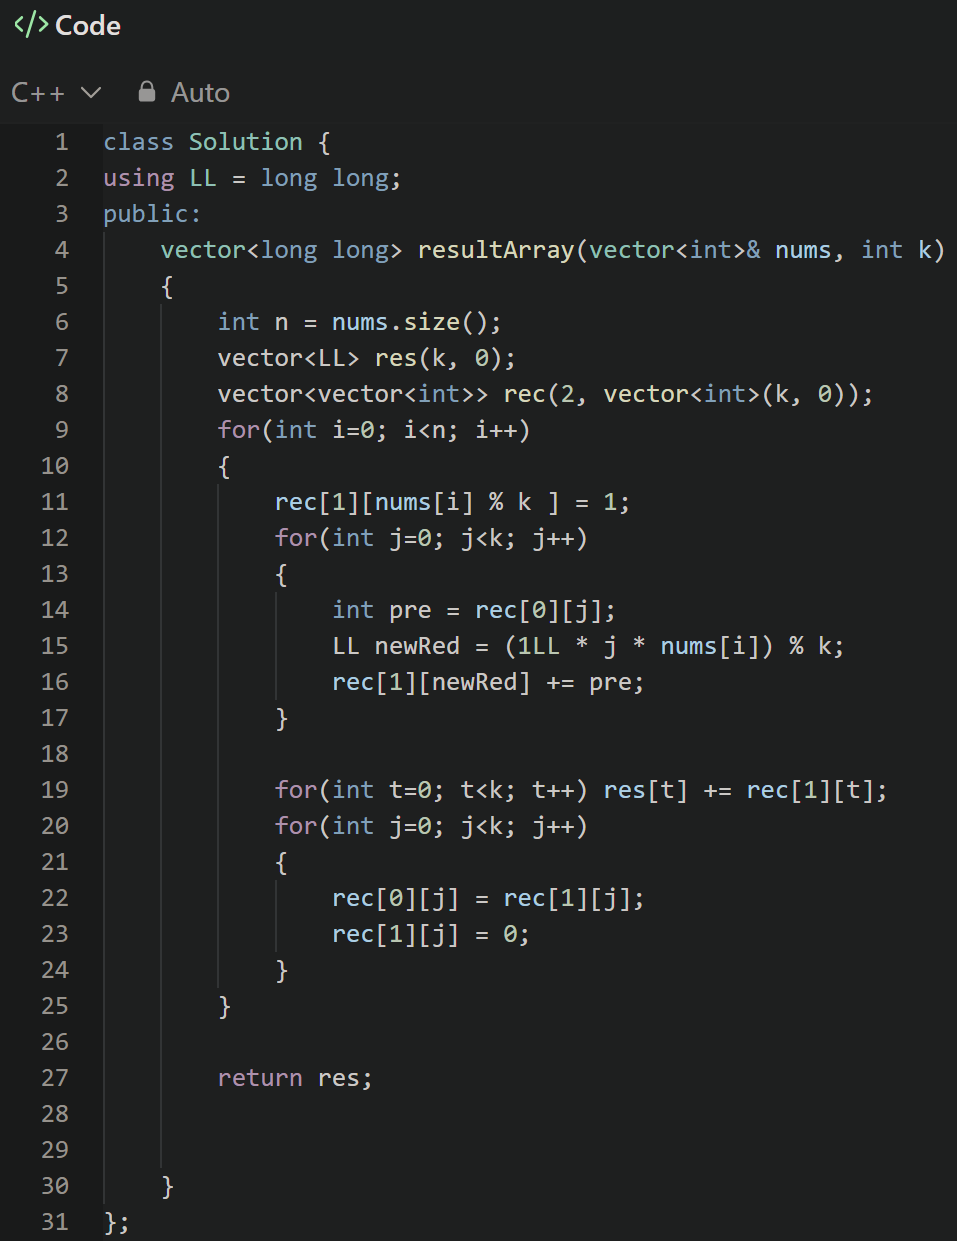 </> Code
C++ Auto
1 class Solution {
2 using LL = long long;
3 public:
4     vector<long long> resultArray(vector<int>& nums, int k)
5     {
6         int n = nums.size();
7         vector<LL> res(k, 0);
8         vector<vector<int>> rec(2, vector<int>(k, 0));
9         for(int i=0; i<n; i++)
10         {
11             rec[1][nums[i] % k ] = 1;
12             for(int j=0; j<k; j++)
13             {
14                 int pre = rec[0][j];
15                 LL newRed = (1LL * j * nums[i]) % k;
16                 rec[1][newRed] += pre;
17             }
18
19             for(int t=0; t<k; t++) res[t] += rec[1][t];
20             for(int j=0; j<k; j++)
21             {
22                 rec[0][j] = rec[1][j];
23                 rec[1][j] = 0;
24             }
25         }
26
27         return res;
28
29
30     }
31 };